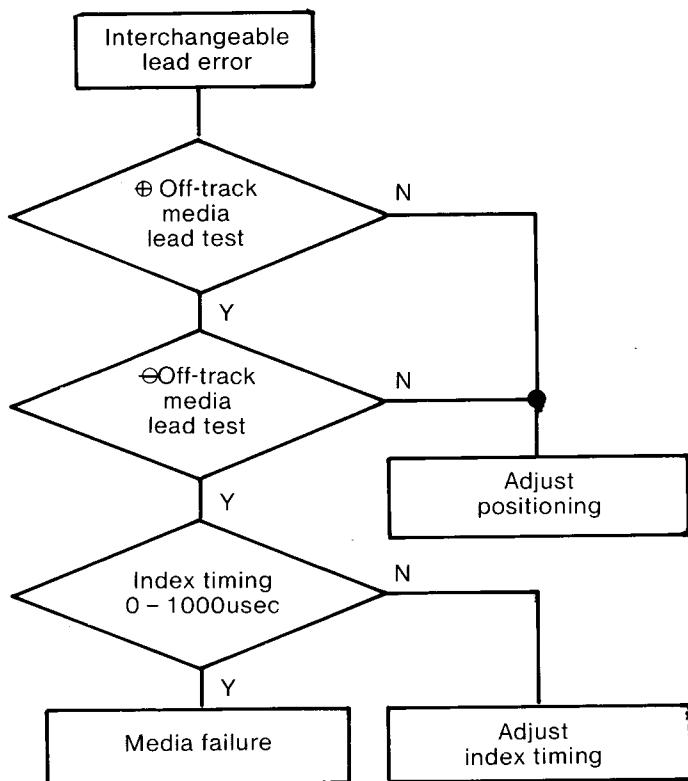 Interchangeable
lead error
⊕ Off-track
media
lead test
N
Y
⊖Off-track
media
lead test
N
Y
Adjust
positioning
Index timing
0 – 1000usec
N
Y
Media failure
Adjust
index timing